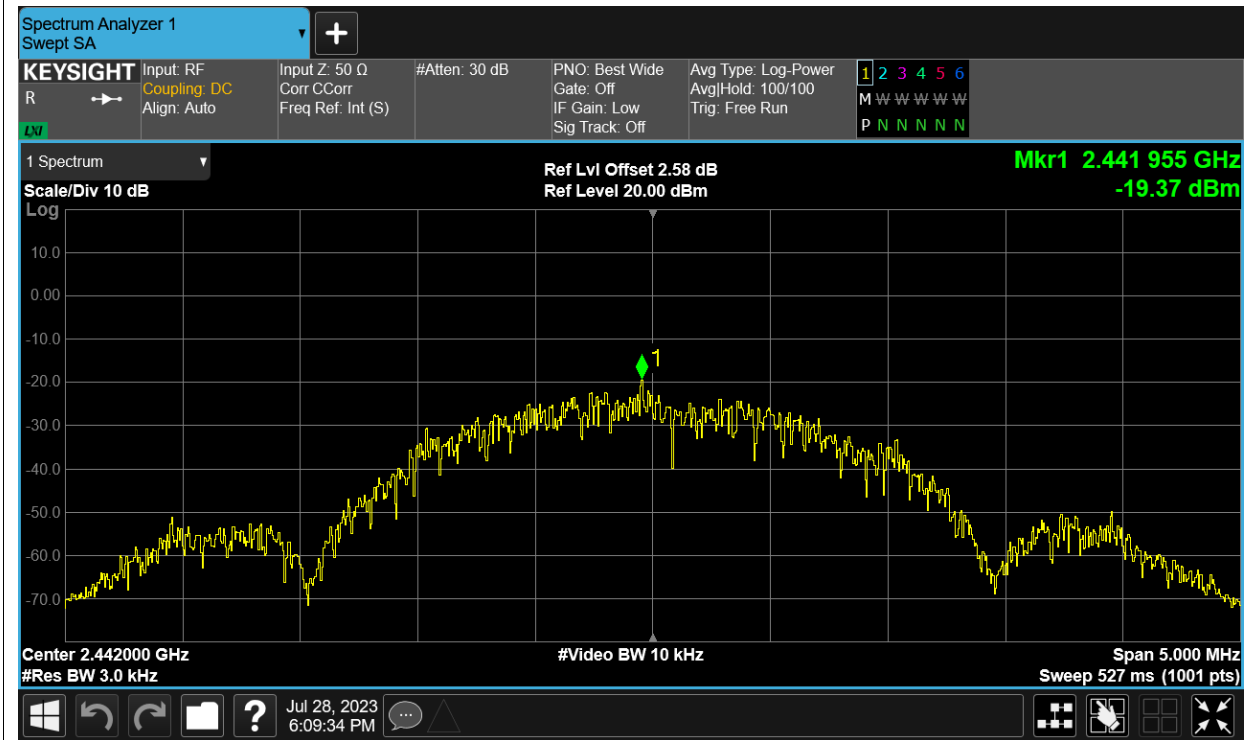 Spectrum Analyzer 1
Swept SA
KEYSIGHT
R
LXI
Input: RF
Coupling: DC
Align: Auto
Input Z: 50 Ω
Corr CCorr
Freq Ref: Int (S)
#Atten: 30 dB
PNO: Best Wide
Gate: Off
IF Gain: Low
Sig Track: Off
Avg Type: Log-Power
Avg|Hold: 100/100
Trig: Free Run
1 2 3 4 5 6
M W W W W W W
P N N N N N N
1 Spectrum
Scale/Div 10 dB
Ref Lvl Offset 2.58 dB
Ref Level 20.00 dBm
Mkr1 2.441 955 GHz
-19.37 dBm
Log
10.0
0.00
-10.0
1
-20.0
-30.0
-40.0
-50.0
-60.0
-70.0
Center 2.442000 GHz
#Video BW 10 kHz
Span 5.000 MHz
#Res BW 3.0 kHz
Sweep 527 ms (1001 pts)
?
Jul 28, 2023
6:09:34 PM